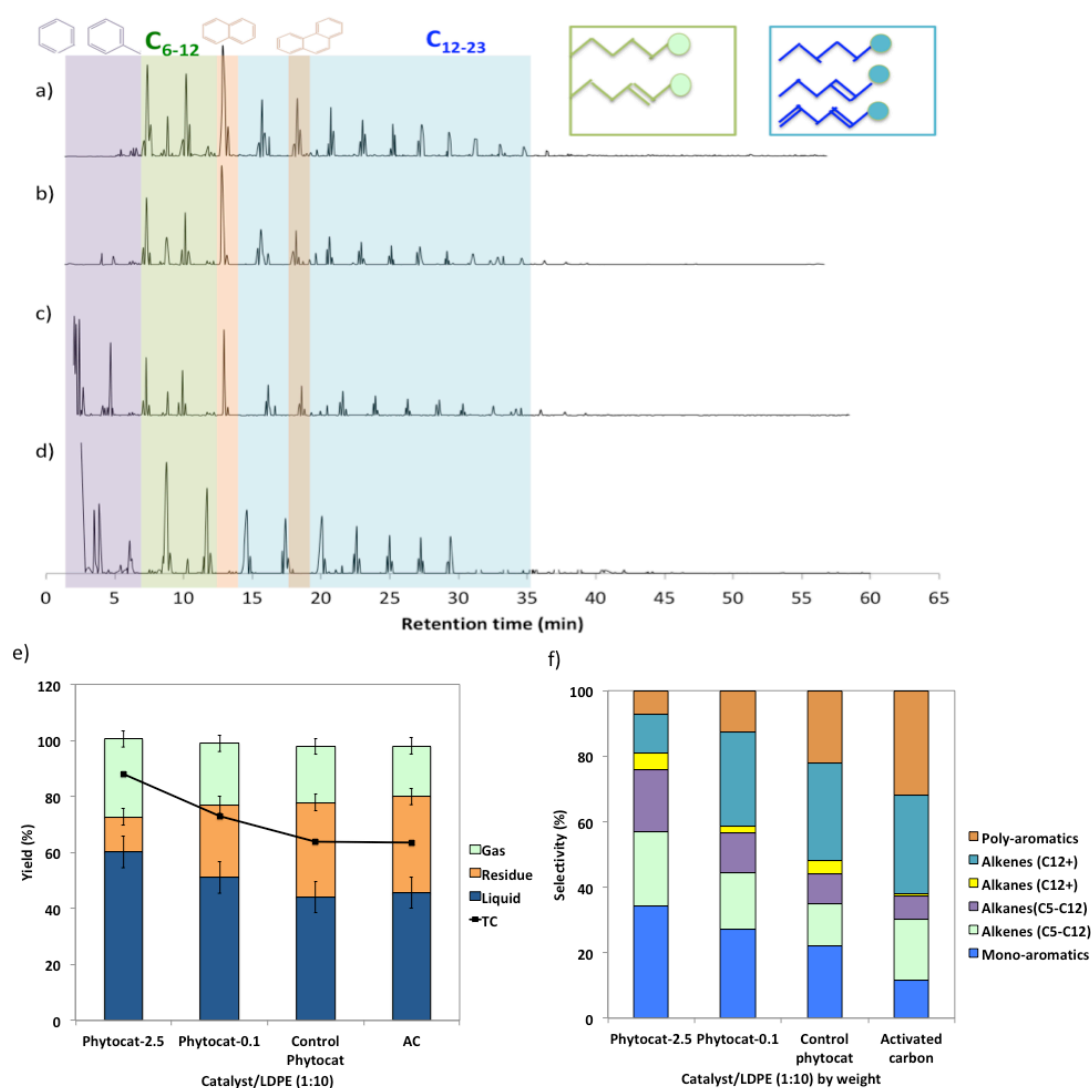 C6-12
C12-23
a)
b)
c)
d)
0 5 10 15 20 25 30 35 40 45 50 55 60 65
Retention time (min)
e)
120
100
80
60
40
20
0
Yield (%)
Gas
Residue
Liquid
TC
Phytocat-2.5 Phytocat-0.1 Control Phytocat AC
Catalyst/LDPE (1:10)
f)
100
80
60
40
20
0
Selectivity (%)
Poly-aromatics
Alkenes (C12+)
Alkanes (C12+)
Alkanes(C5-C12)
Alkenes (C5-C12)
Mono-aromatics
Phytocat-2.5 Phytocat-0.1 Control phytocat Activated carbon
Catalyst/LDPE (1:10) by weight